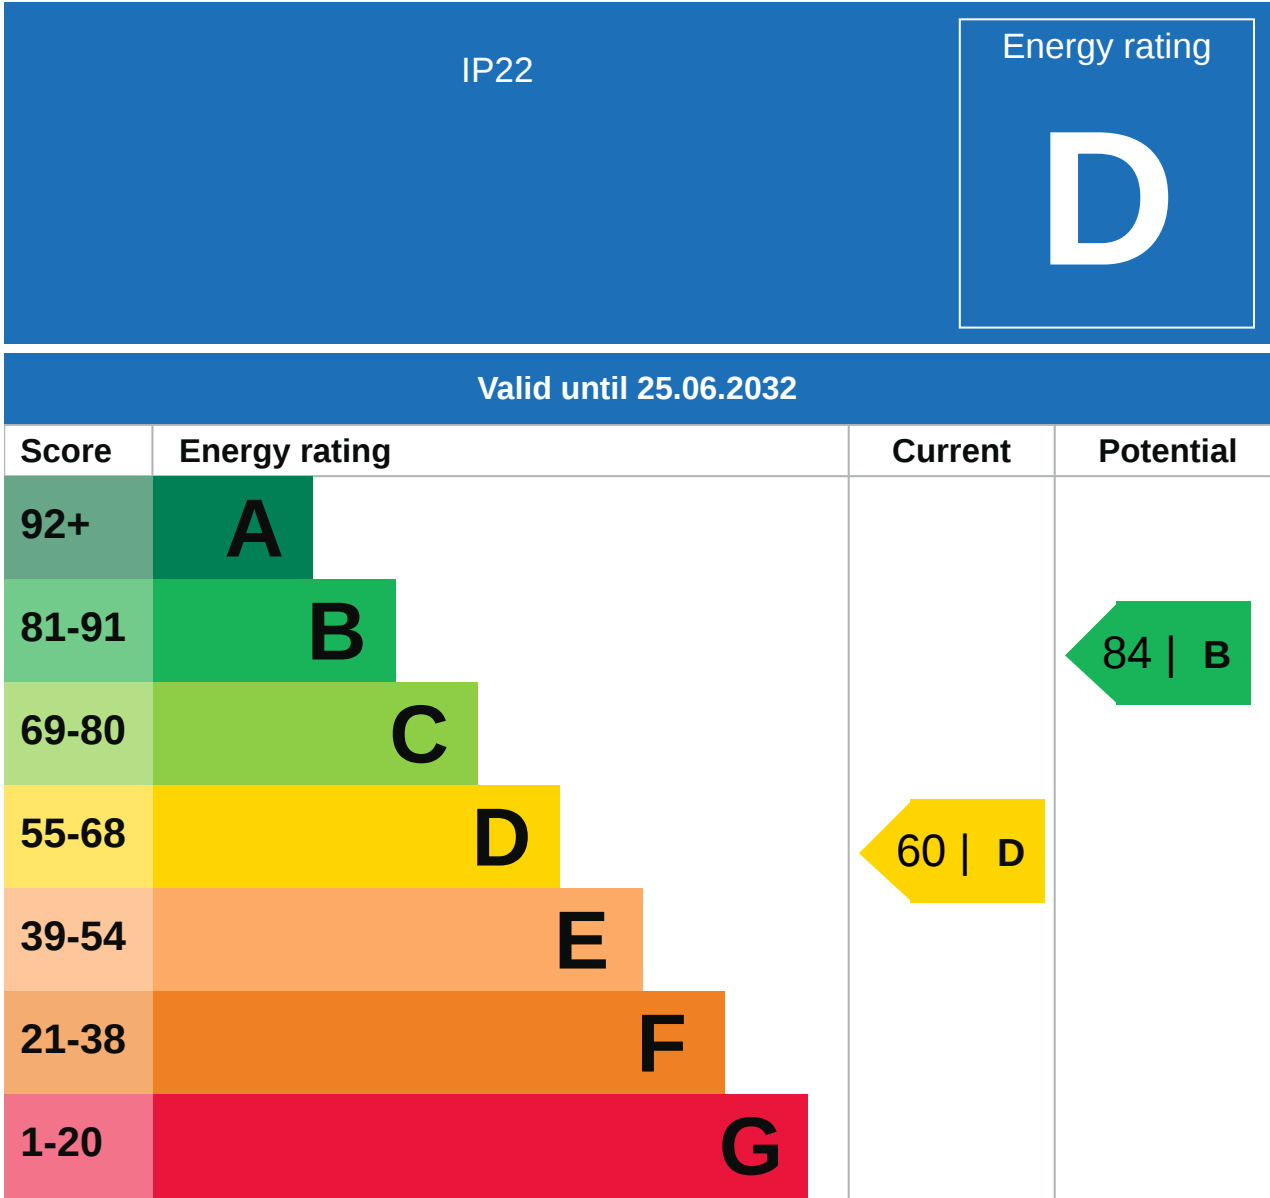 IP22
Energy rating
D
Valid until 25.06.2032
Score Energy rating Current Potential
92+ A
81-91 B 84 | B
69-80 C
55-68 D 60 | D
39-54 E
21-38 F
1-20 G